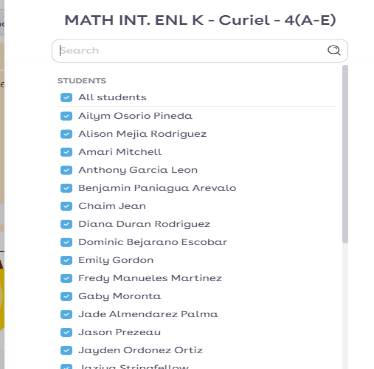 MATH INT. ENL K - Curiel - 4(A-E)
Search
STUDENTS
All students
Ailym Osorio Pineda
Alison Mejia Rodriguez
Amari Mitchell
Anthony Garcia Leon
Benjamin Paniagua Arevalo
Chaim Jean
Diana Duran Rodriguez
Dominic Bejarano Escobar
Emily Gordon
Fredy Manueles Martinez
Gaby Moronta
Jade Almendarez Palma
Jason Prezeau
Jayden Ordonez Ortiz